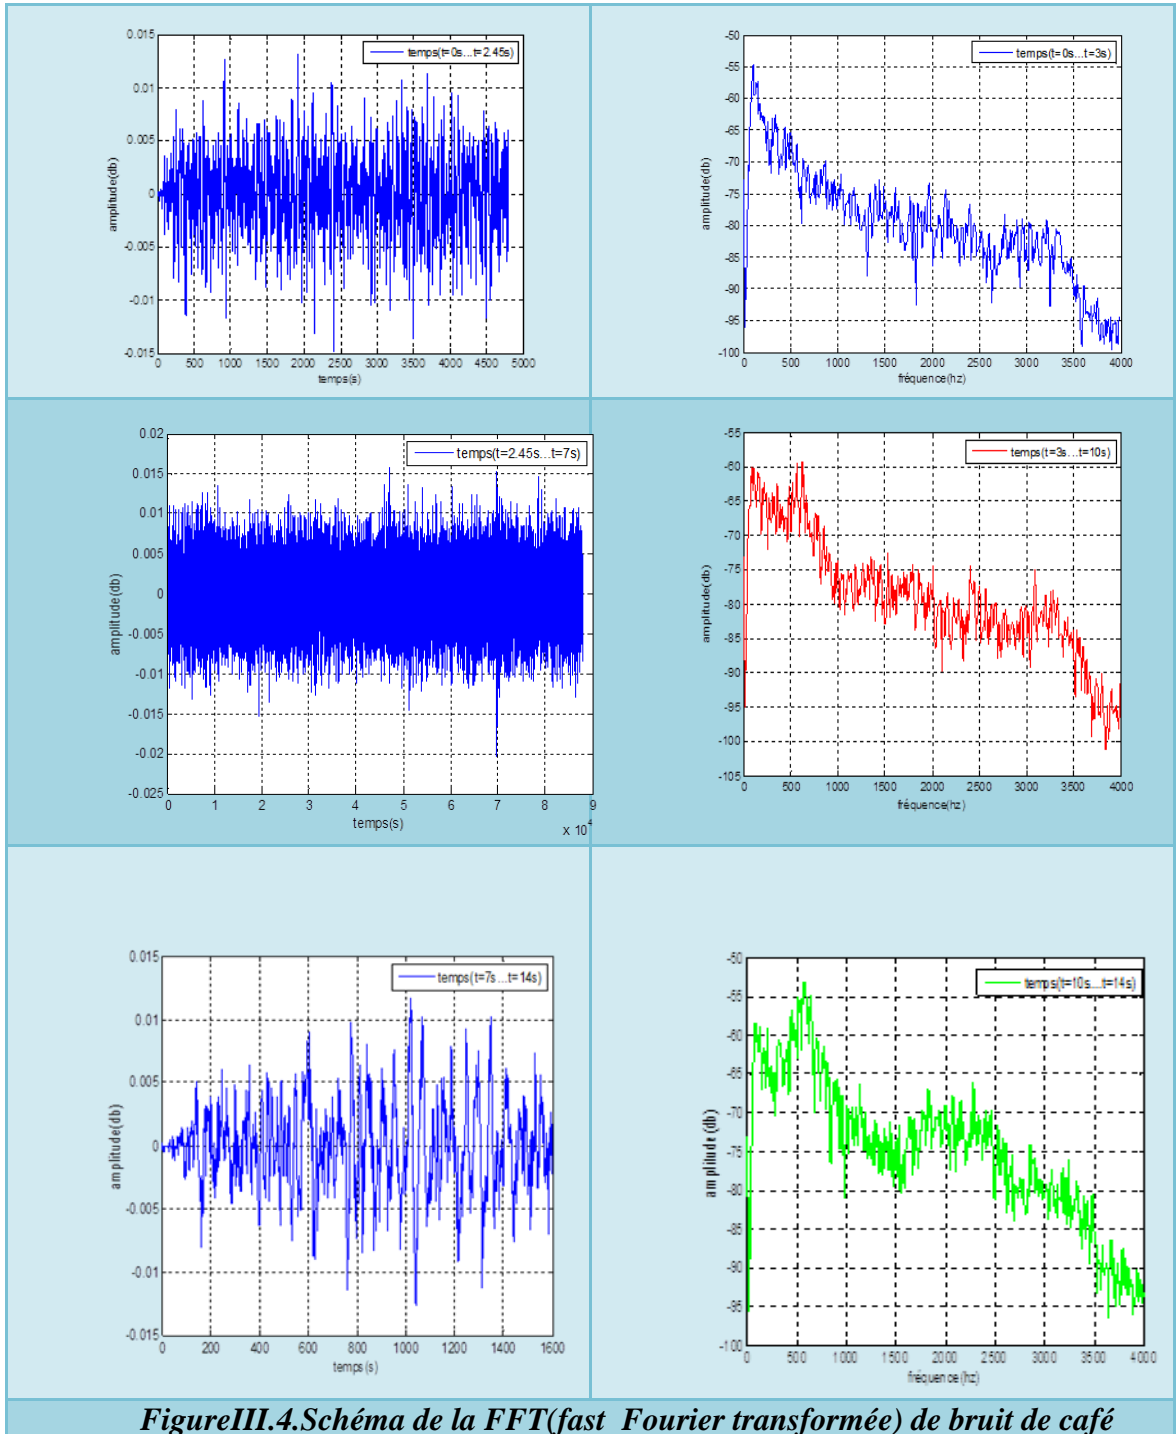 temps(t=0s...t=2.45s)
amplitude(db)
0.015
0.01
0.005
0
-0.005
-0.01
-0.015
0 500 1000 1500 2000 2500 3000 3500 4000 4500 5000
temps(s)
temps(t=0s...t=3s)
amplitude(db)
-50
-55
-60
-65
-70
-75
-80
-85
-90
-95
-100
0 500 1000 1500 2000 2500 3000 3500 4000
fréquence(hz)
temps(t=2.45s...t=7s)
amplitude(db)
0.02
0.015
0.01
0.005
0
-0.005
-0.01
-0.015
-0.02
-0.025
0 1 2 3 4 5 6 7 8 9
temps(s)
x 10^4
temps(t=3s...t=10s)
amplitude(db)
-55
-60
-65
-70
-75
-80
-85
-90
-95
-100
-105
0 500 1000 1500 2000 2500 3000 3500 4000
fréquence(hz)
temps(t=7s...t=14s)
amplitude(db)
0.015
0.01
0.005
0
-0.005
-0.01
-0.015
0 200 400 600 800 1000 1200 1400 1600
temps(s)
temps(t=10s....t=14s)
amplitude(db)
-50
-55
-60
-65
-70
-75
-80
-85
-90
-95
-100
0 500 1000 1500 2000 2500 3000 3500 4000
fréquence(hz)
FigureIII.4.Schéma de la FFT(fast Fourier transformée) de bruit de café